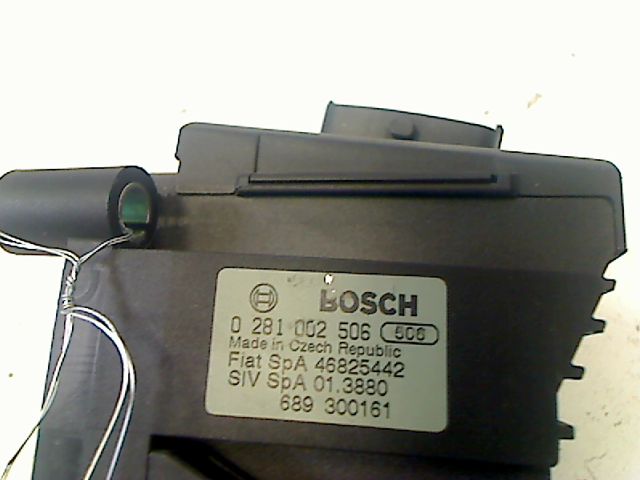 BOSCH
0 281 002 506 506
Made in Czech Republic
Fiat SpA 46825442
SIV SpA 01.3880
689 300161